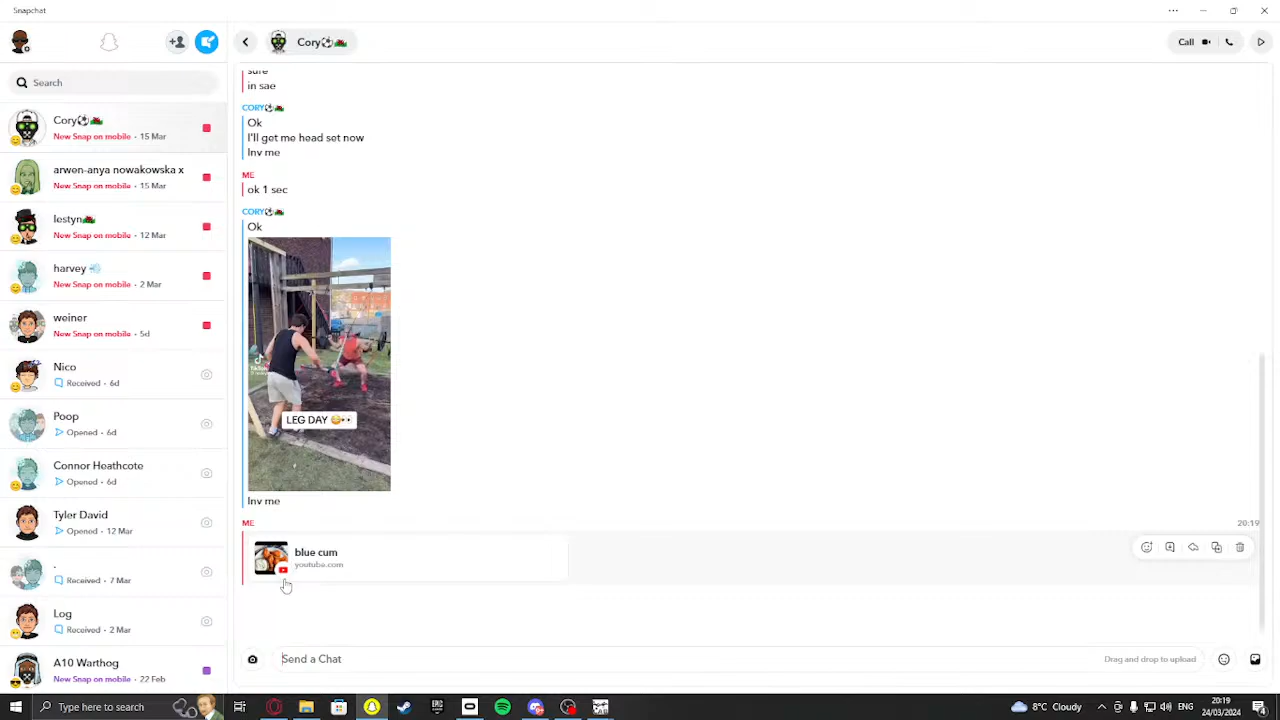 Snapchat
Cory⚽🏴󠁧󠁢󠁷󠁬󠁳󠁿
Call
Search
Cory⚽🏴󠁧󠁢󠁷󠁬󠁳󠁿
New Snap on mobile · 15 Mar
arwen-anya nowakowska x
New Snap on mobile · 15 Mar
Iestyn🏴󠁧󠁢󠁷󠁬󠁳󠁿
New Snap on mobile · 12 Mar
harvey 💨
New Snap on mobile · 2 Mar
weiner
New Snap on mobile · 5d
Nico
Received · 6d
Poop
Opened · 6d
Connor Heathcote
Opened · 6d
Tyler David
Opened · 12 Mar
.
Received · 7 Mar
Log
Received · 2 Mar
A10 Warthog
New Snap on mobile · 22 Feb
sure
in sae
CORY⚽🏴󠁧󠁢󠁷󠁬󠁳󠁿
Ok
I'll get me head set now
Inv me
ME
ok 1 sec
CORY⚽🏴󠁧󠁢󠁷󠁬󠁳󠁿
Ok
TikTok
LEG DAY 😳👀
Inv me
ME
20:19
blue cum
youtube.com
Send a Chat
Drag and drop to upload
Type here to search
9°C Cloudy
ENG
20:19
24/03/2024